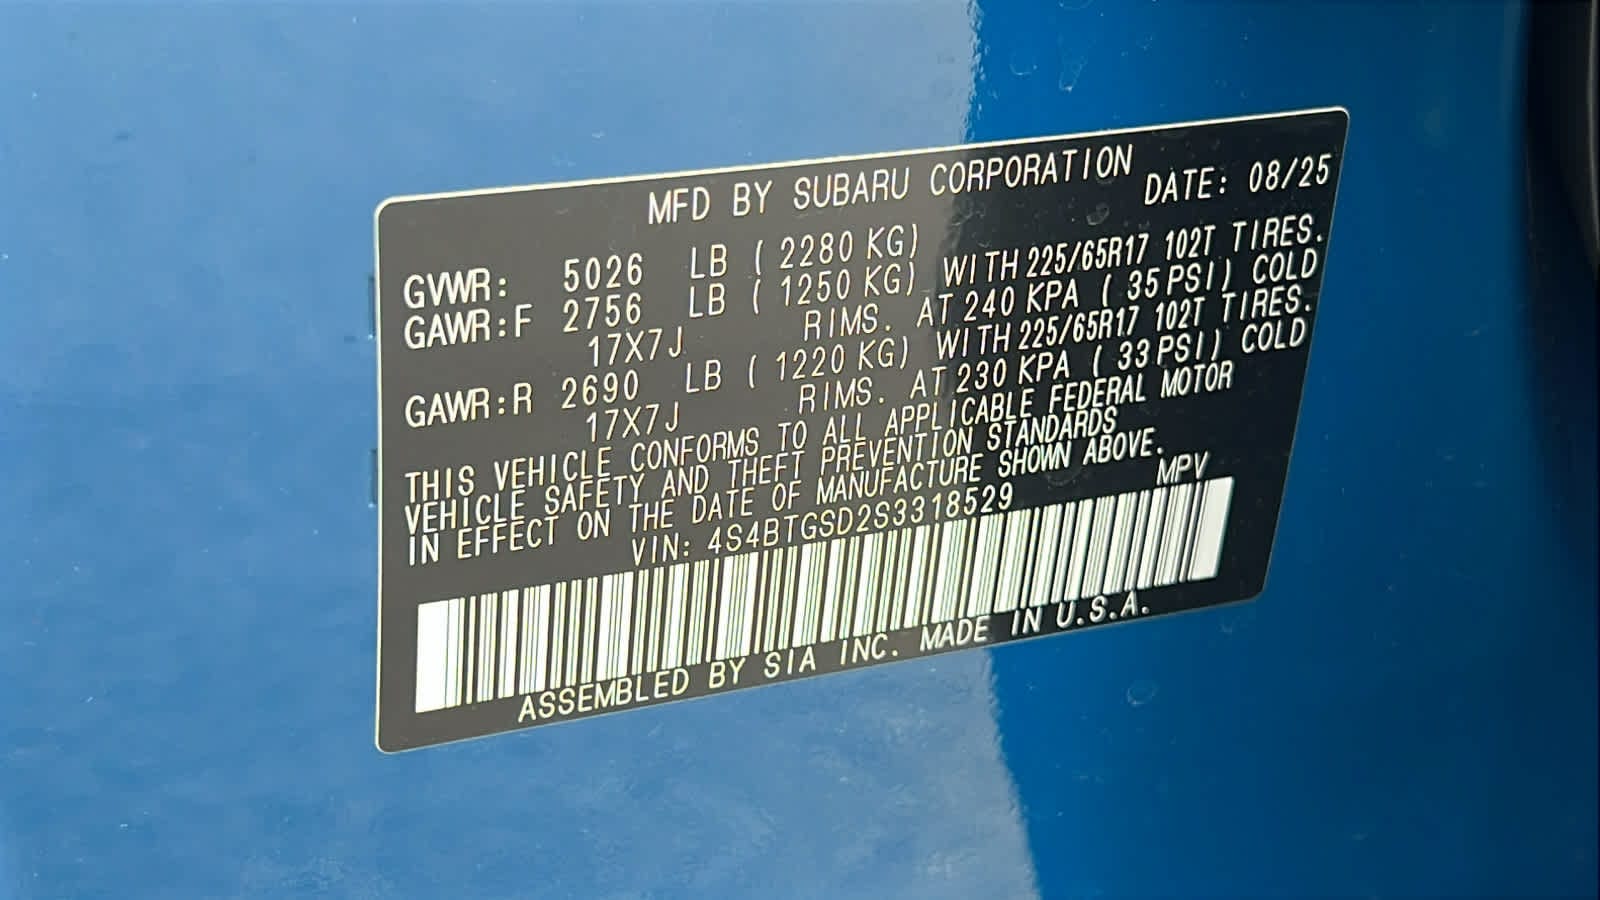 MFD BY SUBARU CORPORATION DATE: 08/25
GVWR: 5026 LB ( 2280 KG)
GAWR:F 2756 LB ( 1250 KG) WITH 225/65R17 102T TIRES.
17X7J RIMS. AT 240 KPA ( 35 PSI) COLD
GAWR:R 2690 LB ( 1220 KG) WITH 225/65R17 102T TIRES.
17X7J RIMS. AT 230 KPA ( 33 PSI) COLD
THIS VEHICLE CONFORMS TO ALL APPLICABLE FEDERAL MOTOR
VEHICLE SAFETY AND THEFT PREVENTION STANDARDS
IN EFFECT ON THE DATE OF MANUFACTURE SHOWN ABOVE.
VIN: 4S4BTGSD2S3318529 MPV
ASSEMBLED BY SIA INC. MADE IN U.S.A.